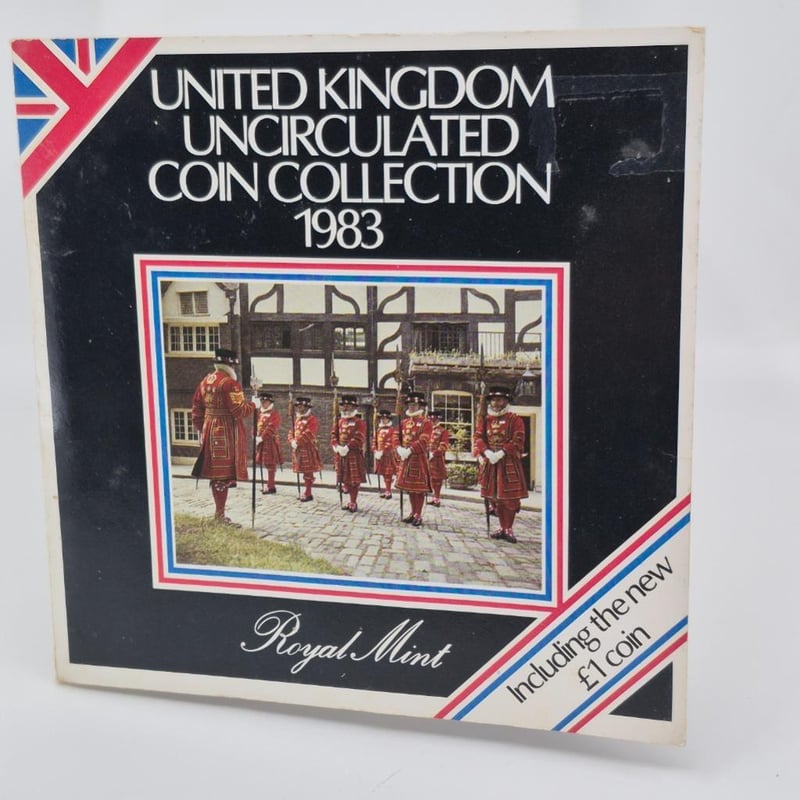 UNITED KINGDOM
UNCIRCULATED
COIN COLLECTION
1983
Royal Mint
Including the new
£1 coin